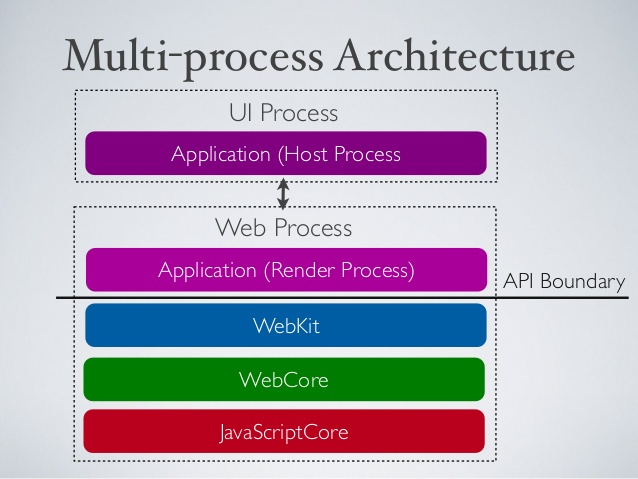 Multi-process Architecture
UI Process
Application (Host Process
Web Process
Application (Render Process)
API Boundary
WebKit
WebCore
JavaScriptCore